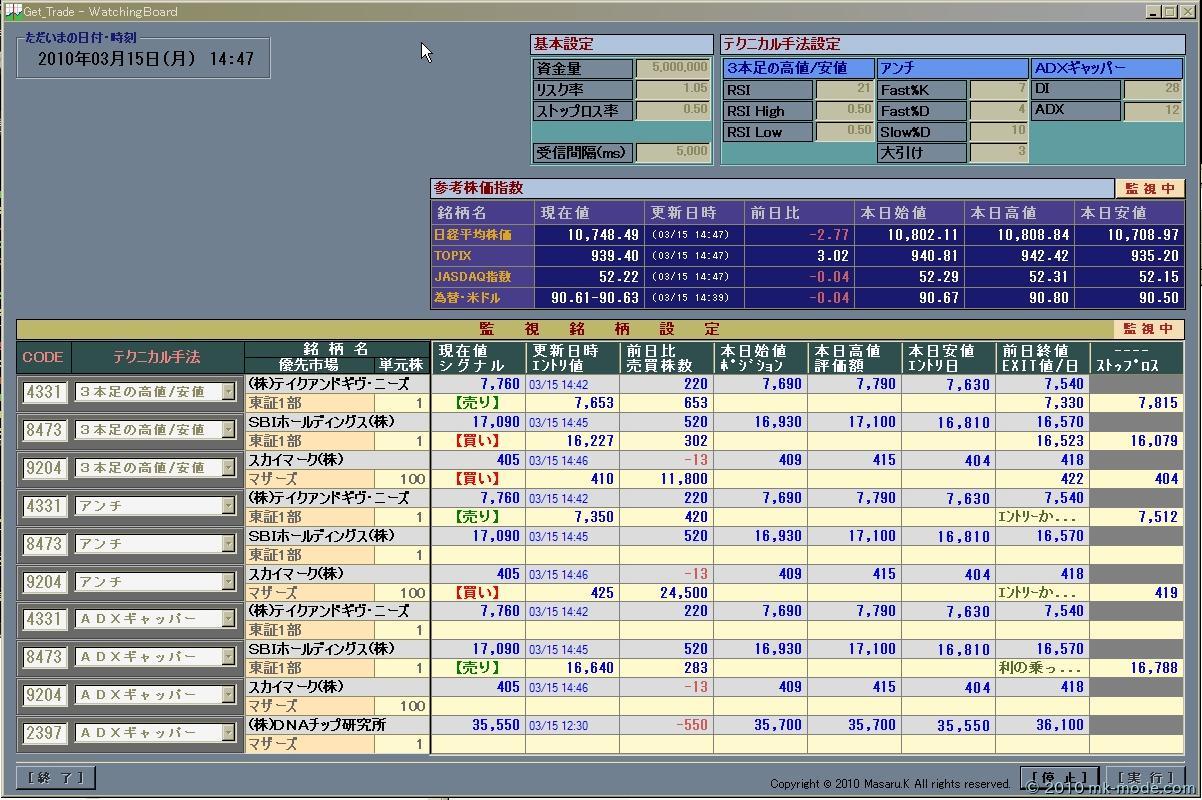 Get_Trade - WatchingBoard
ただいまの日付・時刻
2010年03月15日(月) 14:47
基本設定
資金量 5,000,000
リスク率 1.05
ストップロス率 0.50
受信間隔(ms) 5,000
テクニカル手法設定
3本足の高値/安値 アンチ ADXギャッパー
RSI 21 Fast%K 7 DI 28
RSI High 0.50 Fast%D 4 ADX 12
RSI Low 0.50 Slow%D 10
大引け 3
参考株価指数 監視中
銘柄名 現在値 更新日時 前日比 本日始値 本日高値 本日安値
日経平均株価 10,748.49 (03/15 14:47) -2.77 10,802.11 10,808.84 10,708.97
TOPIX 939.40 (03/15 14:47) 3.02 940.81 942.42 935.20
JASDAQ指数 52.22 (03/15 14:47) -0.04 52.29 52.31 52.15
為替・米ドル 90.61-90.63 (03/15 14:39) -0.04 90.67 90.80 90.50
監視銘柄設定 監視中
CODE テクニカル手法 銘柄名 現在値 更新日時 前日比 本日始値 本日高値 本日安値 前日終値 ----
優先市場 単元株 シグナル エントリ値 売買株数 ポジション 評価額 エントリ日 EXIT値/日 ストップロス
4331 3本足の高値/安値 (株)テイクアンドギヴ・ニーズ 7,760 03/15 14:42 220 7,690 7,790 7,630 7,540
東証1部 1 【売り】 7,653 653 7,330 7,815
8473 3本足の高値/安値 SBIホールディングス(株) 17,090 03/15 14:45 520 16,930 17,100 16,810 16,570
東証1部 1 【買い】 16,227 302 16,523 16,079
9204 3本足の高値/安値 スカイマーク(株) 405 03/15 14:46 -13 409 415 404 418
マザーズ 100 【買い】 410 11,800 422 404
4331 アンチ (株)テイクアンドギヴ・ニーズ 7,760 03/15 14:42 220 7,690 7,790 7,630 7,540
東証1部 1 【売り】 7,350 420 エントリーか... 7,512
8473 アンチ SBIホールディングス(株) 17,090 03/15 14:45 520 16,930 17,100 16,810 16,570
東証1部 1
9204 アンチ スカイマーク(株) 405 03/15 14:46 -13 409 415 404 418
マザーズ 100 【買い】 425 24,500 エントリーか... 419
4331 ADXギャッパー (株)テイクアンドギヴ・ニーズ 7,760 03/15 14:42 220 7,690 7,790 7,630 7,540
東証1部 1
8473 ADXギャッパー SBIホールディングス(株) 17,090 03/15 14:45 520 16,930 17,100 16,810 16,570
東証1部 1 【売り】 16,640 283 利の乗っ... 16,788
9204 ADXギャッパー スカイマーク(株) 405 03/15 14:46 -13 409 415 404 418
マザーズ 100
2397 ADXギャッパー (株)DNAチップ研究所 35,550 03/15 12:30 -550 35,700 35,700 35,550 36,100
マザーズ 1
[終了] Copyright © 2010 Masaru.K All rights reserved. [停止] [実行]
© 2010 mk-mode.com